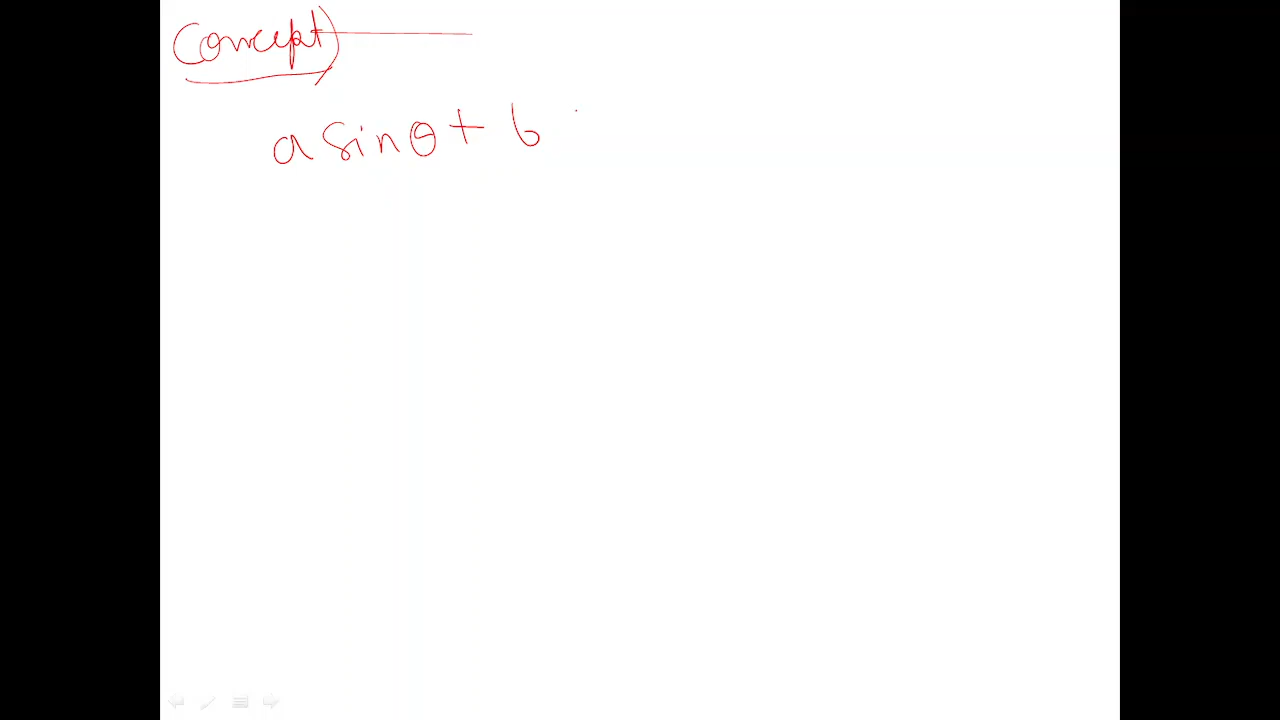 Concept)
a sinθ + b